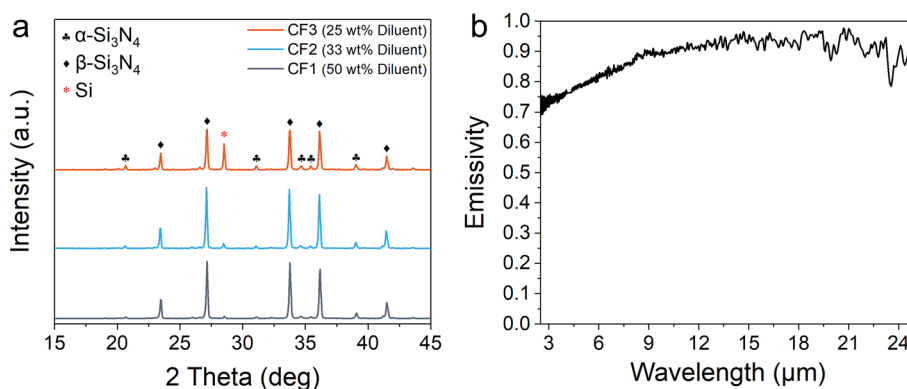 a
♣ α-Si₃N₄
♦ β-Si₃N₄
* Si
CF3 (25 wt% Diluent)
CF2 (33 wt% Diluent)
CF1 (50 wt% Diluent)
Intensity (a.u.)
15 20 25 30 35 40 45
2 Theta (deg)
b
1.0
0.9
0.8
0.7
0.6
0.5
0.4
0.3
0.2
0.1
0.0
Emissivity
3 6 9 12 15 18 21 24
Wavelength (μm)